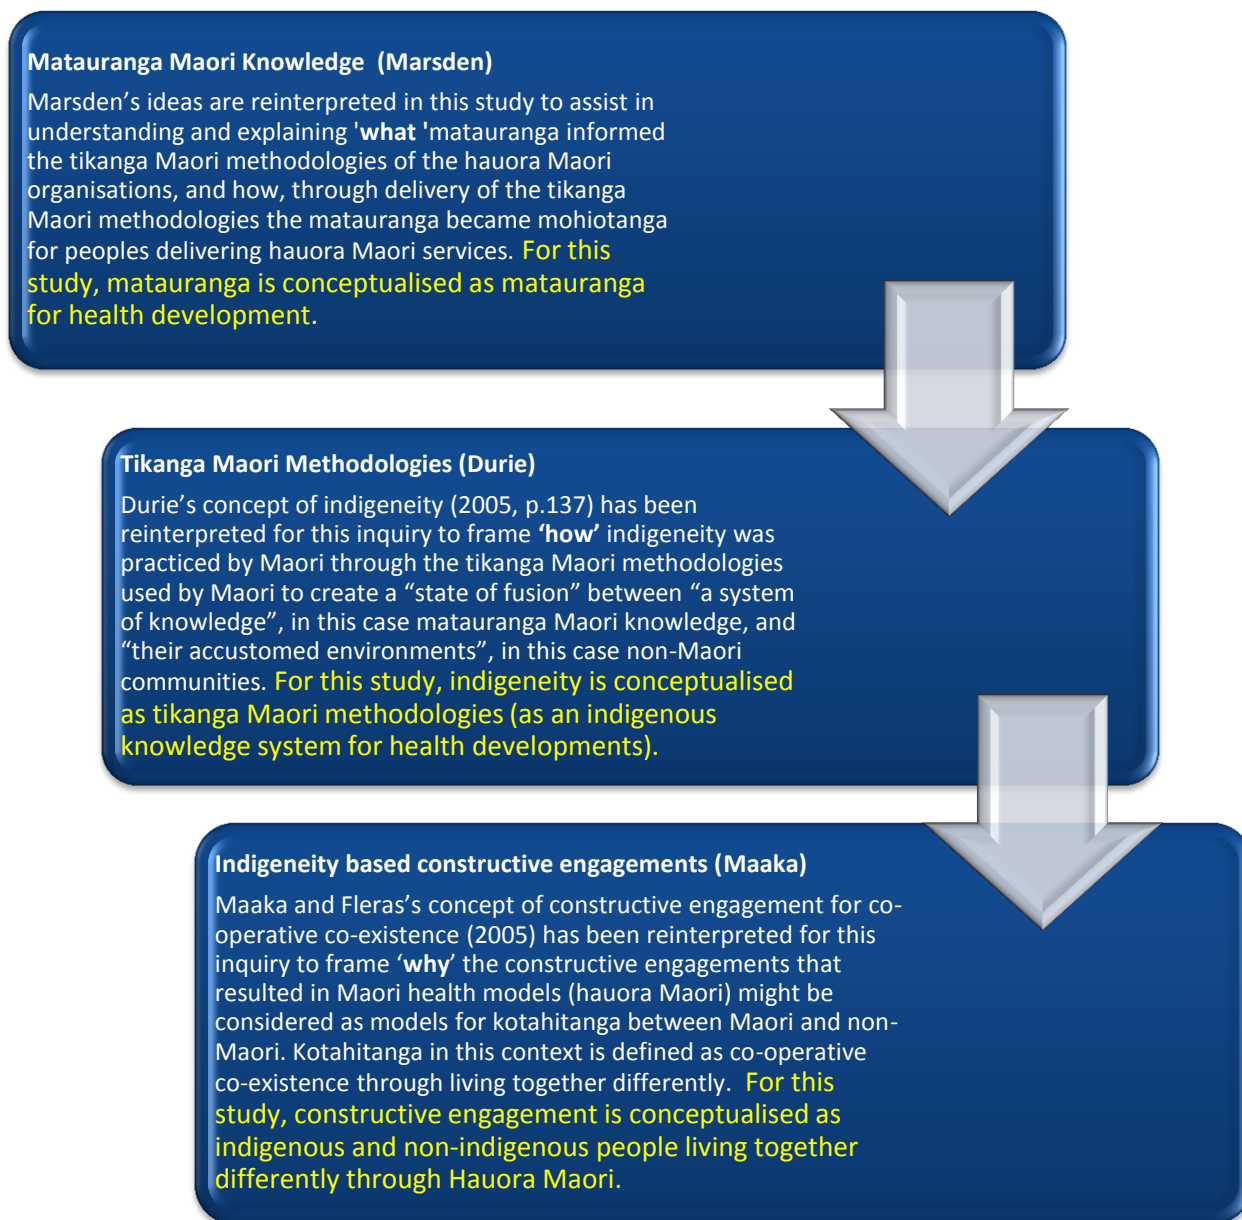 Matauranga Maori Knowledge  (Marsden)
Marsden’s ideas are reinterpreted in this study to assist in
understanding and explaining 'what 'matauranga informed
the tikanga Maori methodologies of the hauora Maori
organisations, and how, through delivery of the tikanga
Maori methodologies the matauranga became mohiotanga
for peoples delivering hauora Maori services. For this
study, matauranga is conceptualised as matauranga
for health development.
Tikanga Maori Methodologies (Durie)
Durie’s concept of indigeneity (2005, p.137) has been
reinterpreted for this inquiry to frame ‘how’ indigeneity was
practiced by Maori through the tikanga Maori methodologies
used by Maori to create a “state of fusion” between “a system
of knowledge”, in this case matauranga Maori knowledge, and
“their accustomed environments”, in this case non-Maori
communities. For this study, indigeneity is conceptualised
as tikanga Maori methodologies (as an indigenous
knowledge system for health developments).
Indigeneity based constructive engagements (Maaka)
Maaka and Fleras’s concept of constructive engagement for co-
operative co-existence (2005) has been reinterpreted for this
inquiry to frame ‘why’ the constructive engagements that
resulted in Maori health models (hauora Maori) might be
considered as models for kotahitanga between Maori and non-
Maori. Kotahitanga in this context is defined as co-operative
co-existence through living together differently.  For this
study, constructive engagement is conceptualised as
indigenous and non-indigenous people living together
differently through Hauora Maori.